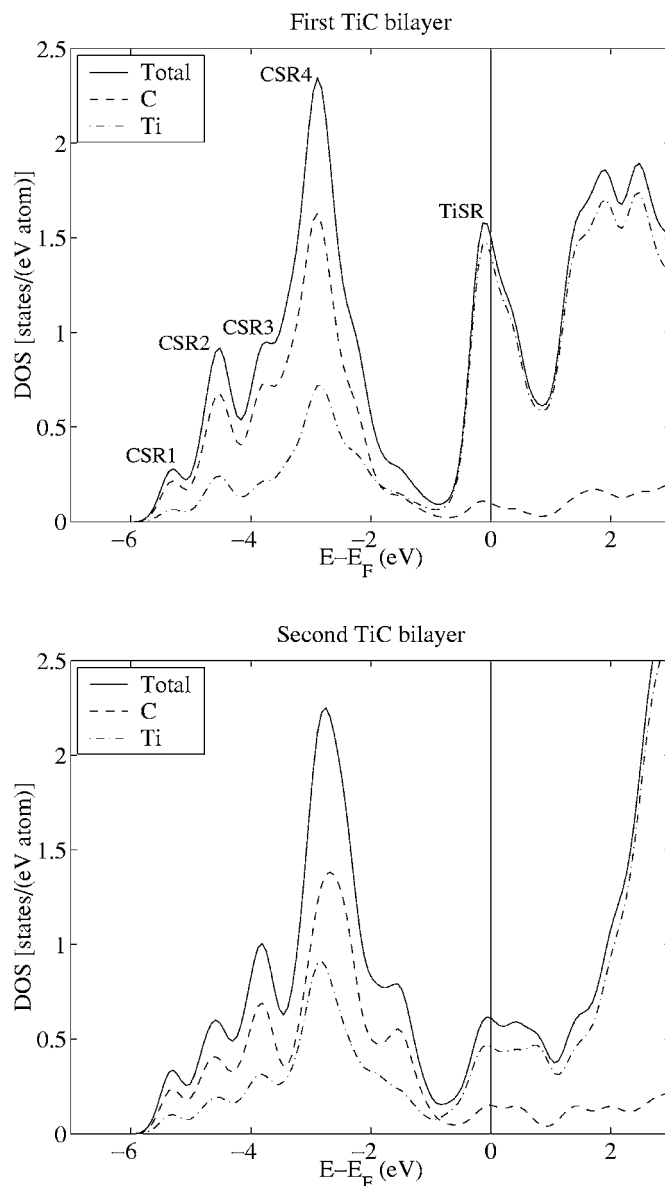 First TiC bilayer
2.5
2
1.5
1
0.5
0
DOS [states/(eV atom)]
Total
C
Ti
CSR1
CSR2
CSR3
CSR4
TiSR
−6
−4
−2
0
2
E−E_F (eV)
Second TiC bilayer
2.5
2
1.5
1
0.5
0
DOS [states/(eV atom)]
Total
C
Ti
−6
−4
−2
0
2
E−E_F (eV)